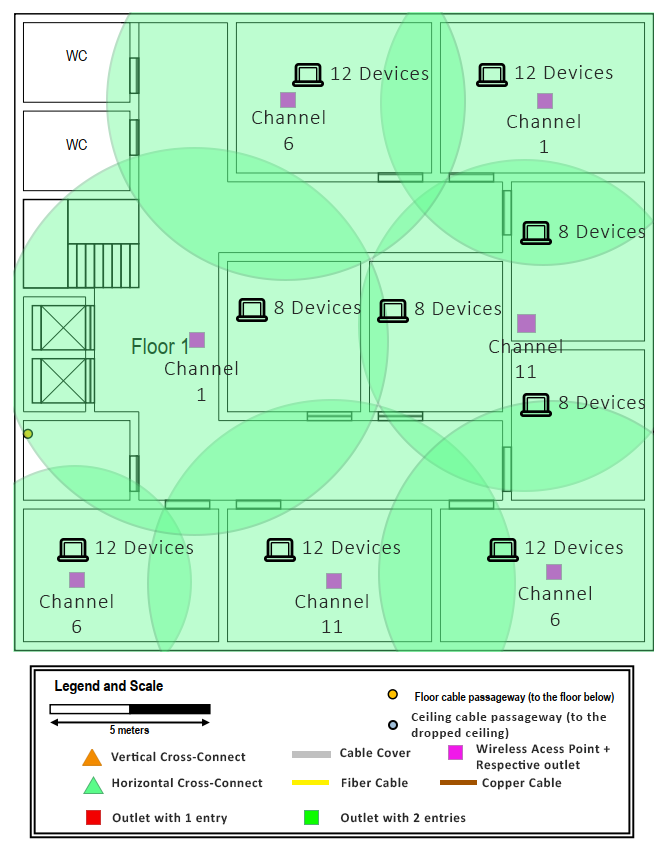 WC
12 Devices
12 Devices
Channel
6
Channel
1
WC
8 Devices
8 Devices
8 Devices
Channel
11
Floor 1
Channel
1
8 Devices
12 Devices
12 Devices
12 Devices
Channel
6
Channel
11
Channel
6
Legend and Scale
5 meters
Floor cable passageway (to the floor below)
Ceiling cable passageway (to the
dropped ceiling)
Vertical Cross-Connect
Cable Cover
Wireless Acess Point +
Respective outlet
Horizontal Cross-Connect
Fiber Cable
Copper Cable
Outlet with 1 entry
Outlet with 2 entries